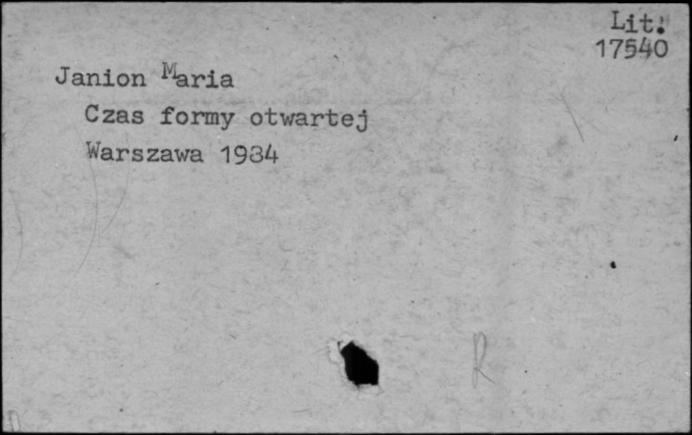 Lit.
17540
Janion Maria
Czas formy otwartej
Warszawa 1984
R